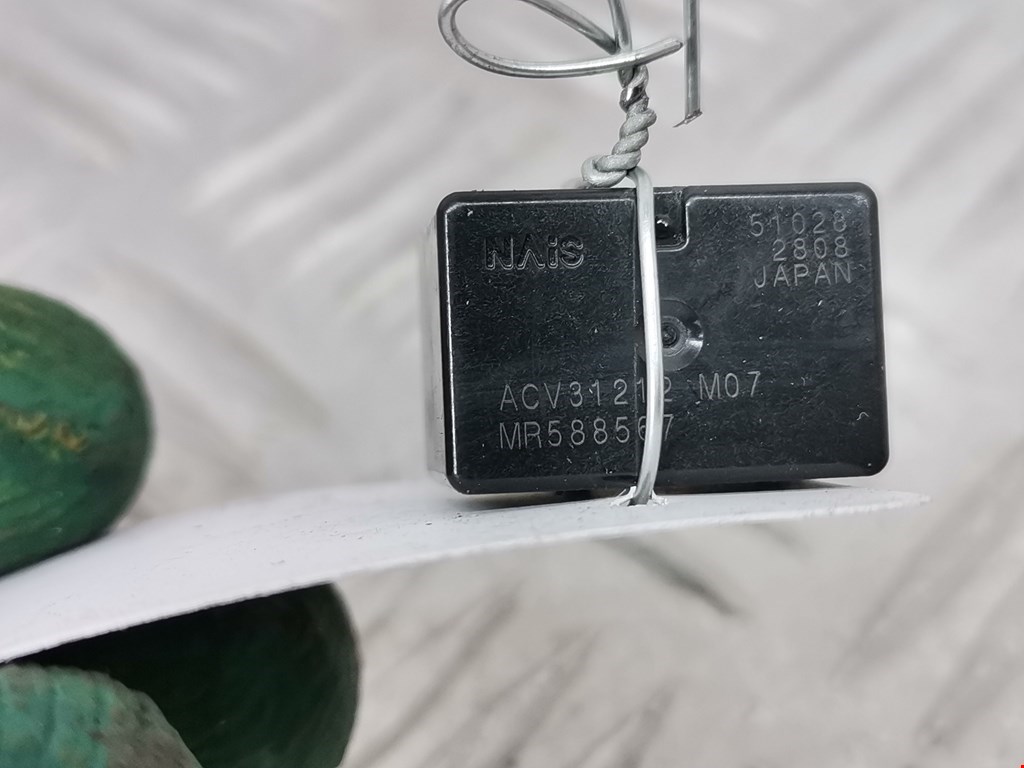 NAiS
51028
2808
JAPAN
ACV31212 M07
MR588567